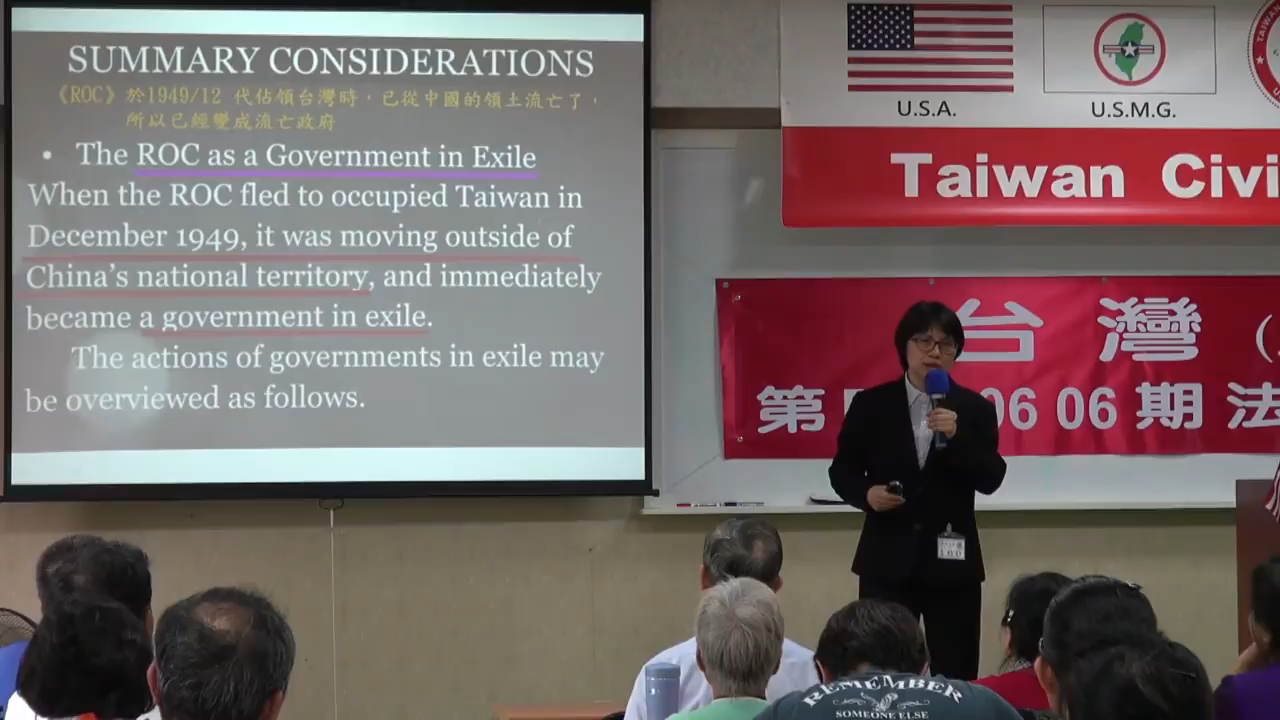 SUMMARY CONSIDERATIONS
《ROC》於1949/12 代佔領台灣時，已從中國的領土流亡了，
所以已經變成流亡政府
• The ROC as a Government in Exile
When the ROC fled to occupied Taiwan in
December 1949, it was moving outside of
China's national territory, and immediately
became a government in exile.
The actions of governments in exile may
be overviewed as follows.
U.S.A.
U.S.M.G.
TAIWAN
Taiwan Civi
台灣（
第
06 06期法
REMEMBER
SOMEONE ELSE